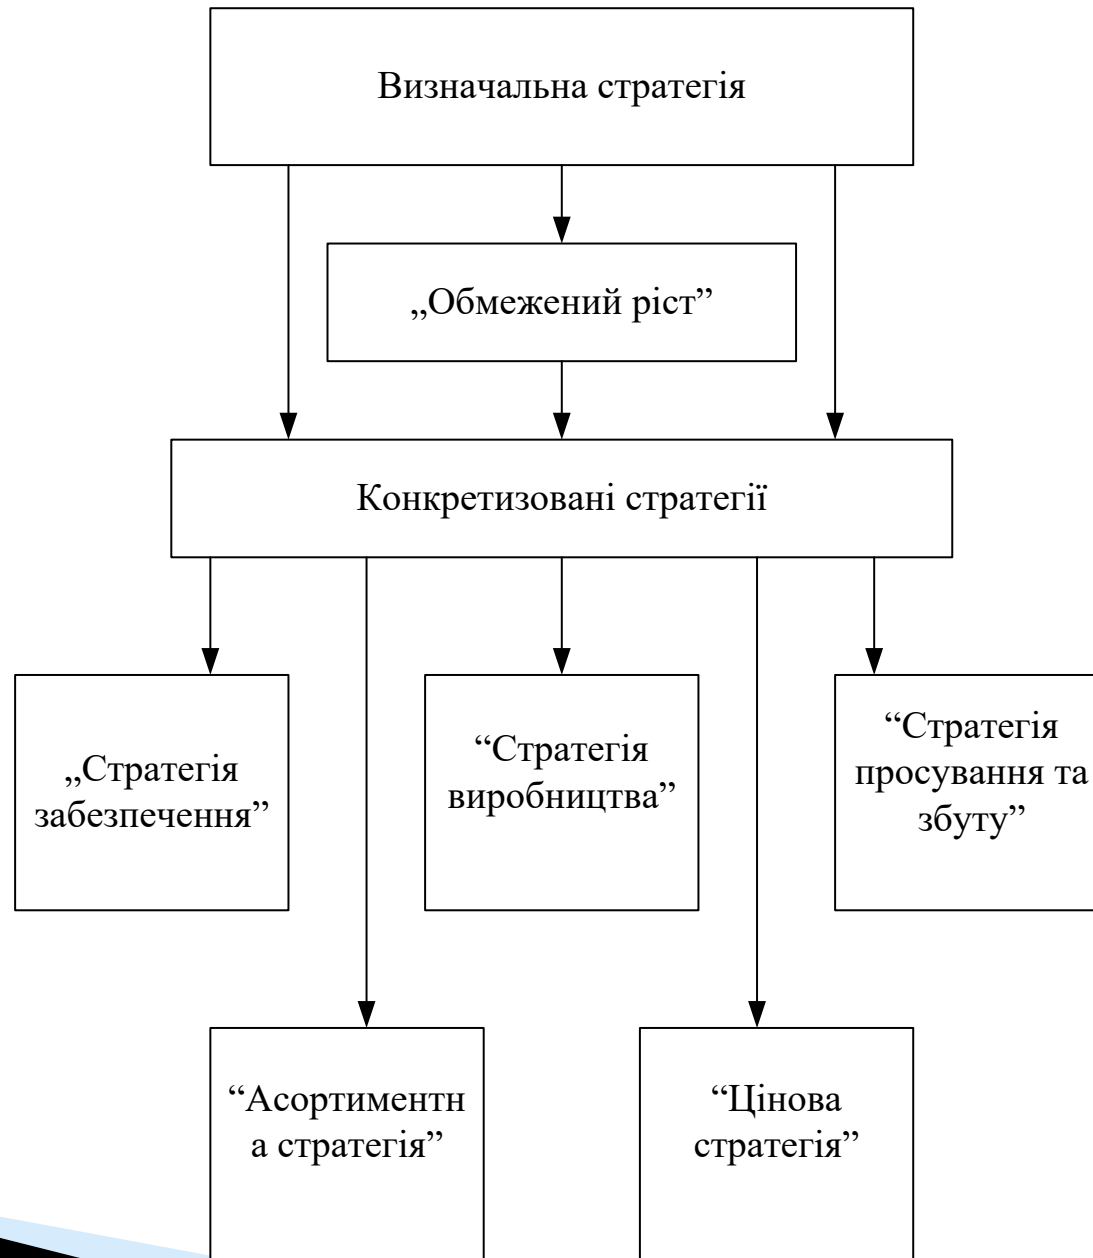 Визначальна стратегія
„Обмежений ріст”
Конкретизовані стратегії
„Стратегія
забезпечення”
“Стратегія
виробництва”
“Стратегія
просування та
збуту”
“Асортиментн
а стратегія”
“Цінова
стратегія”